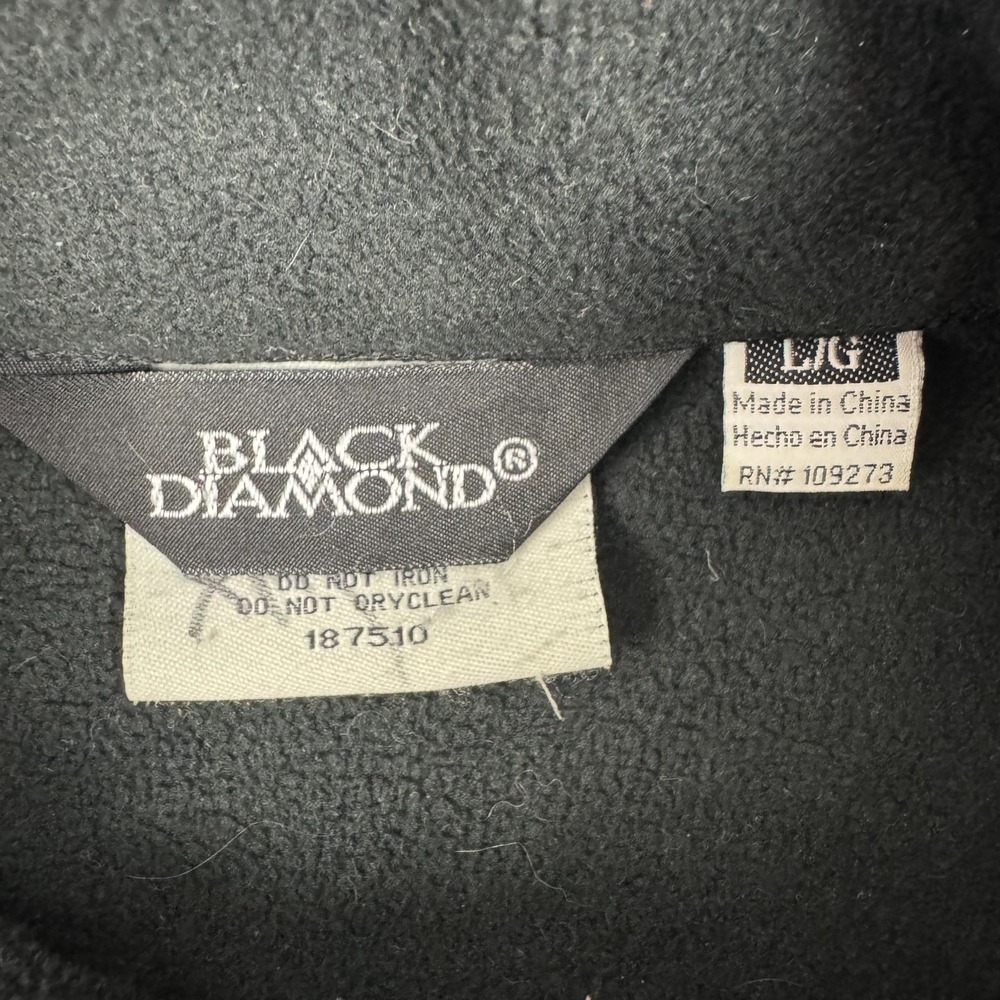 BLACK
DIAMOND®
DO NOT IRON
DO NOT DRYCLEAN
187510
L/G
Made in China
Hecho en China
RN# 109273